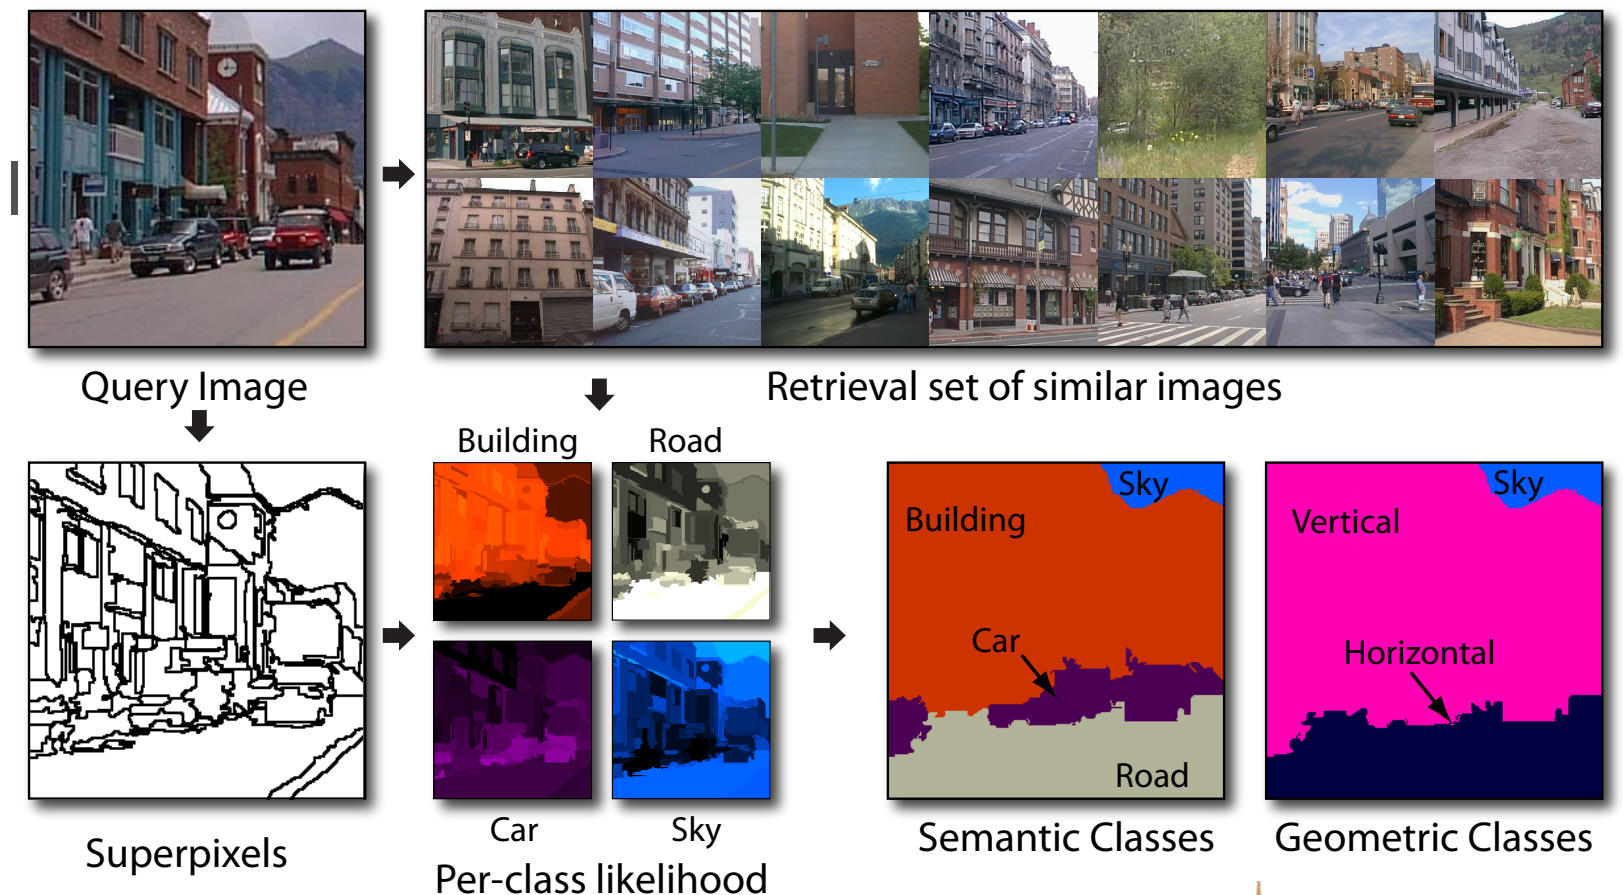 Query Image
Retrieval set of similar images
Building
Road
Car
Sky
Superpixels
Per-class likelihood
Building
Sky
Car
Road
Semantic Classes
Vertical
Sky
Horizontal
Geometric Classes